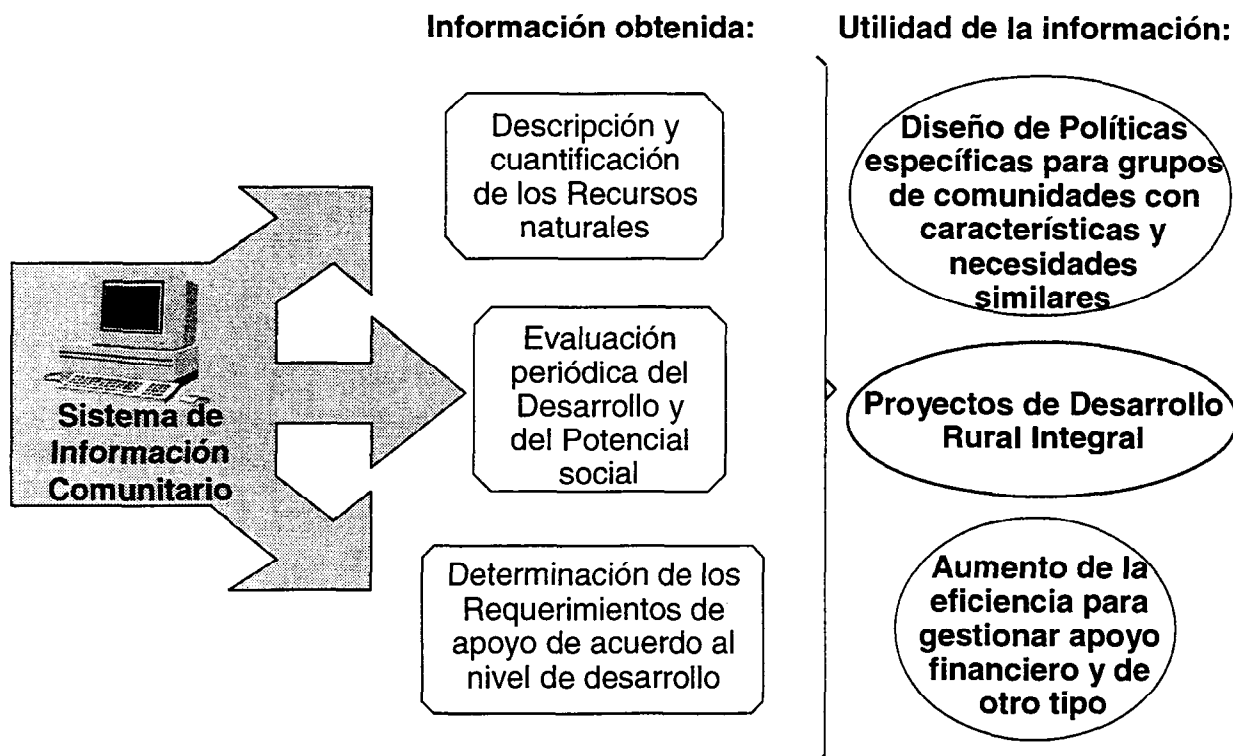 Información obtenida:
Utilidad de la información:
Sistema de
Información
Comunitario
Descripción y
cuantificación
de los Recursos
naturales
Evaluación
periódica del
Desarrollo y
del Potencial
social
Determinación de los
Requerimientos de
apoyo de acuerdo al
nivel de desarrollo
Diseño de Políticas
específicas para grupos
de comunidades con
características y
necesidades
similares
Proyectos de Desarrollo
Rural Integral
Aumento de la
eficiencia para
gestionar apoyo
financiero y de
otro tipo